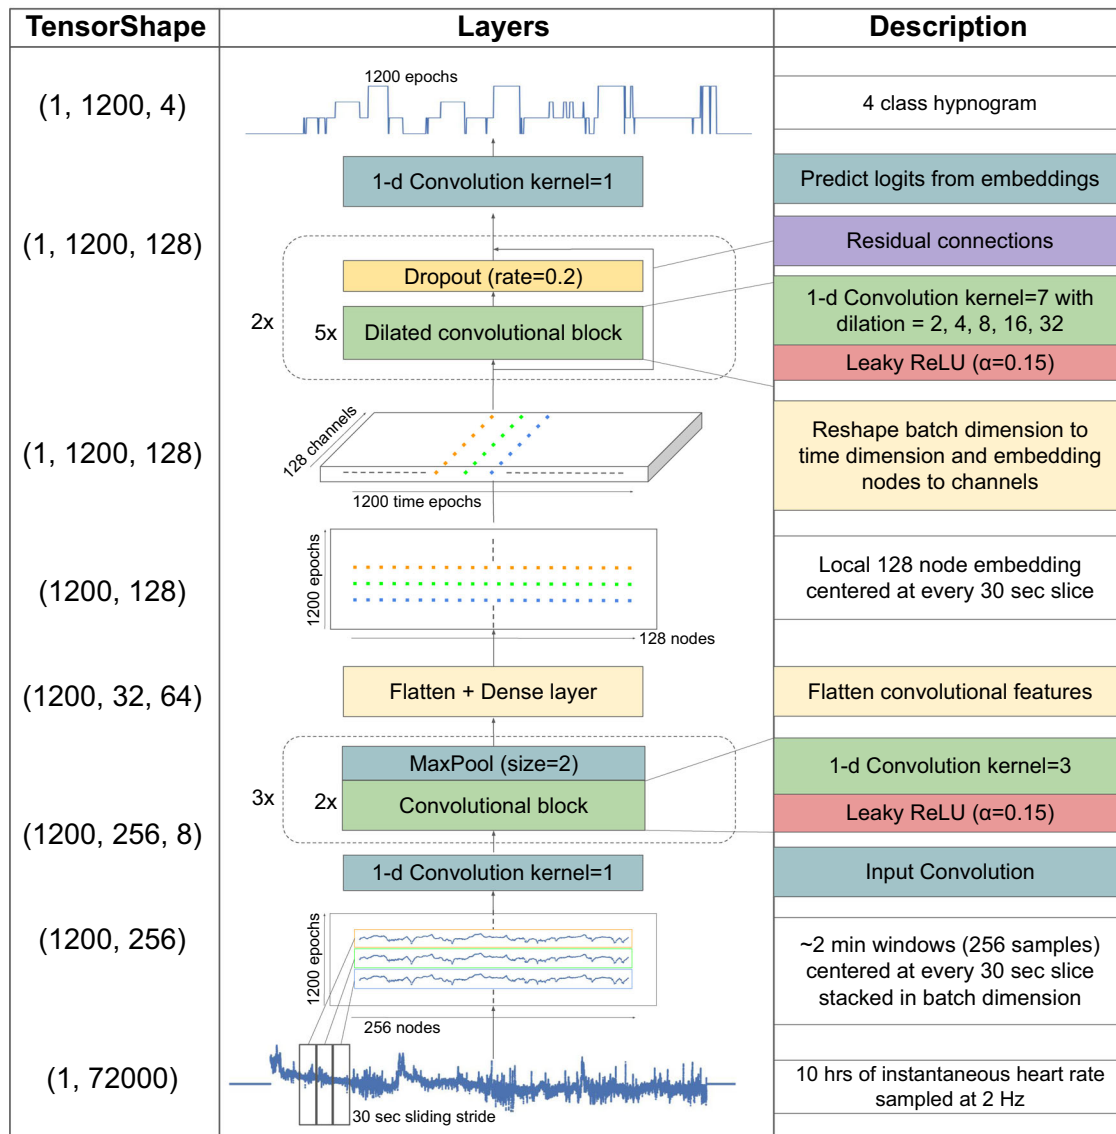 TensorShape
Layers
Description
(1, 1200, 4)
1200 epochs
4 class hypnogram
1-d Convolution kernel=1
Predict logits from embeddings
(1, 1200, 128)
Residual connections
Dropout (rate=0.2)
2x
5x
Dilated convolutional block
1-d Convolution kernel=7 with
dilation = 2, 4, 8, 16, 32
Leaky ReLU (α=0.15)
(1, 1200, 128)
128 channels
1200 time epochs
Reshape batch dimension to
time dimension and embedding
nodes to channels
(1200, 128)
1200 epochs
128 nodes
Local 128 node embedding
centered at every 30 sec slice
(1200, 32, 64)
Flatten + Dense layer
Flatten convolutional features
MaxPool (size=2)
3x
2x
Convolutional block
1-d Convolution kernel=3
Leaky ReLU (α=0.15)
(1200, 256, 8)
1-d Convolution kernel=1
Input Convolution
(1200, 256)
1200 epochs
256 nodes
~2 min windows (256 samples)
centered at every 30 sec slice
stacked in batch dimension
(1, 72000)
30 sec sliding stride
10 hrs of instantaneous heart rate
sampled at 2 Hz